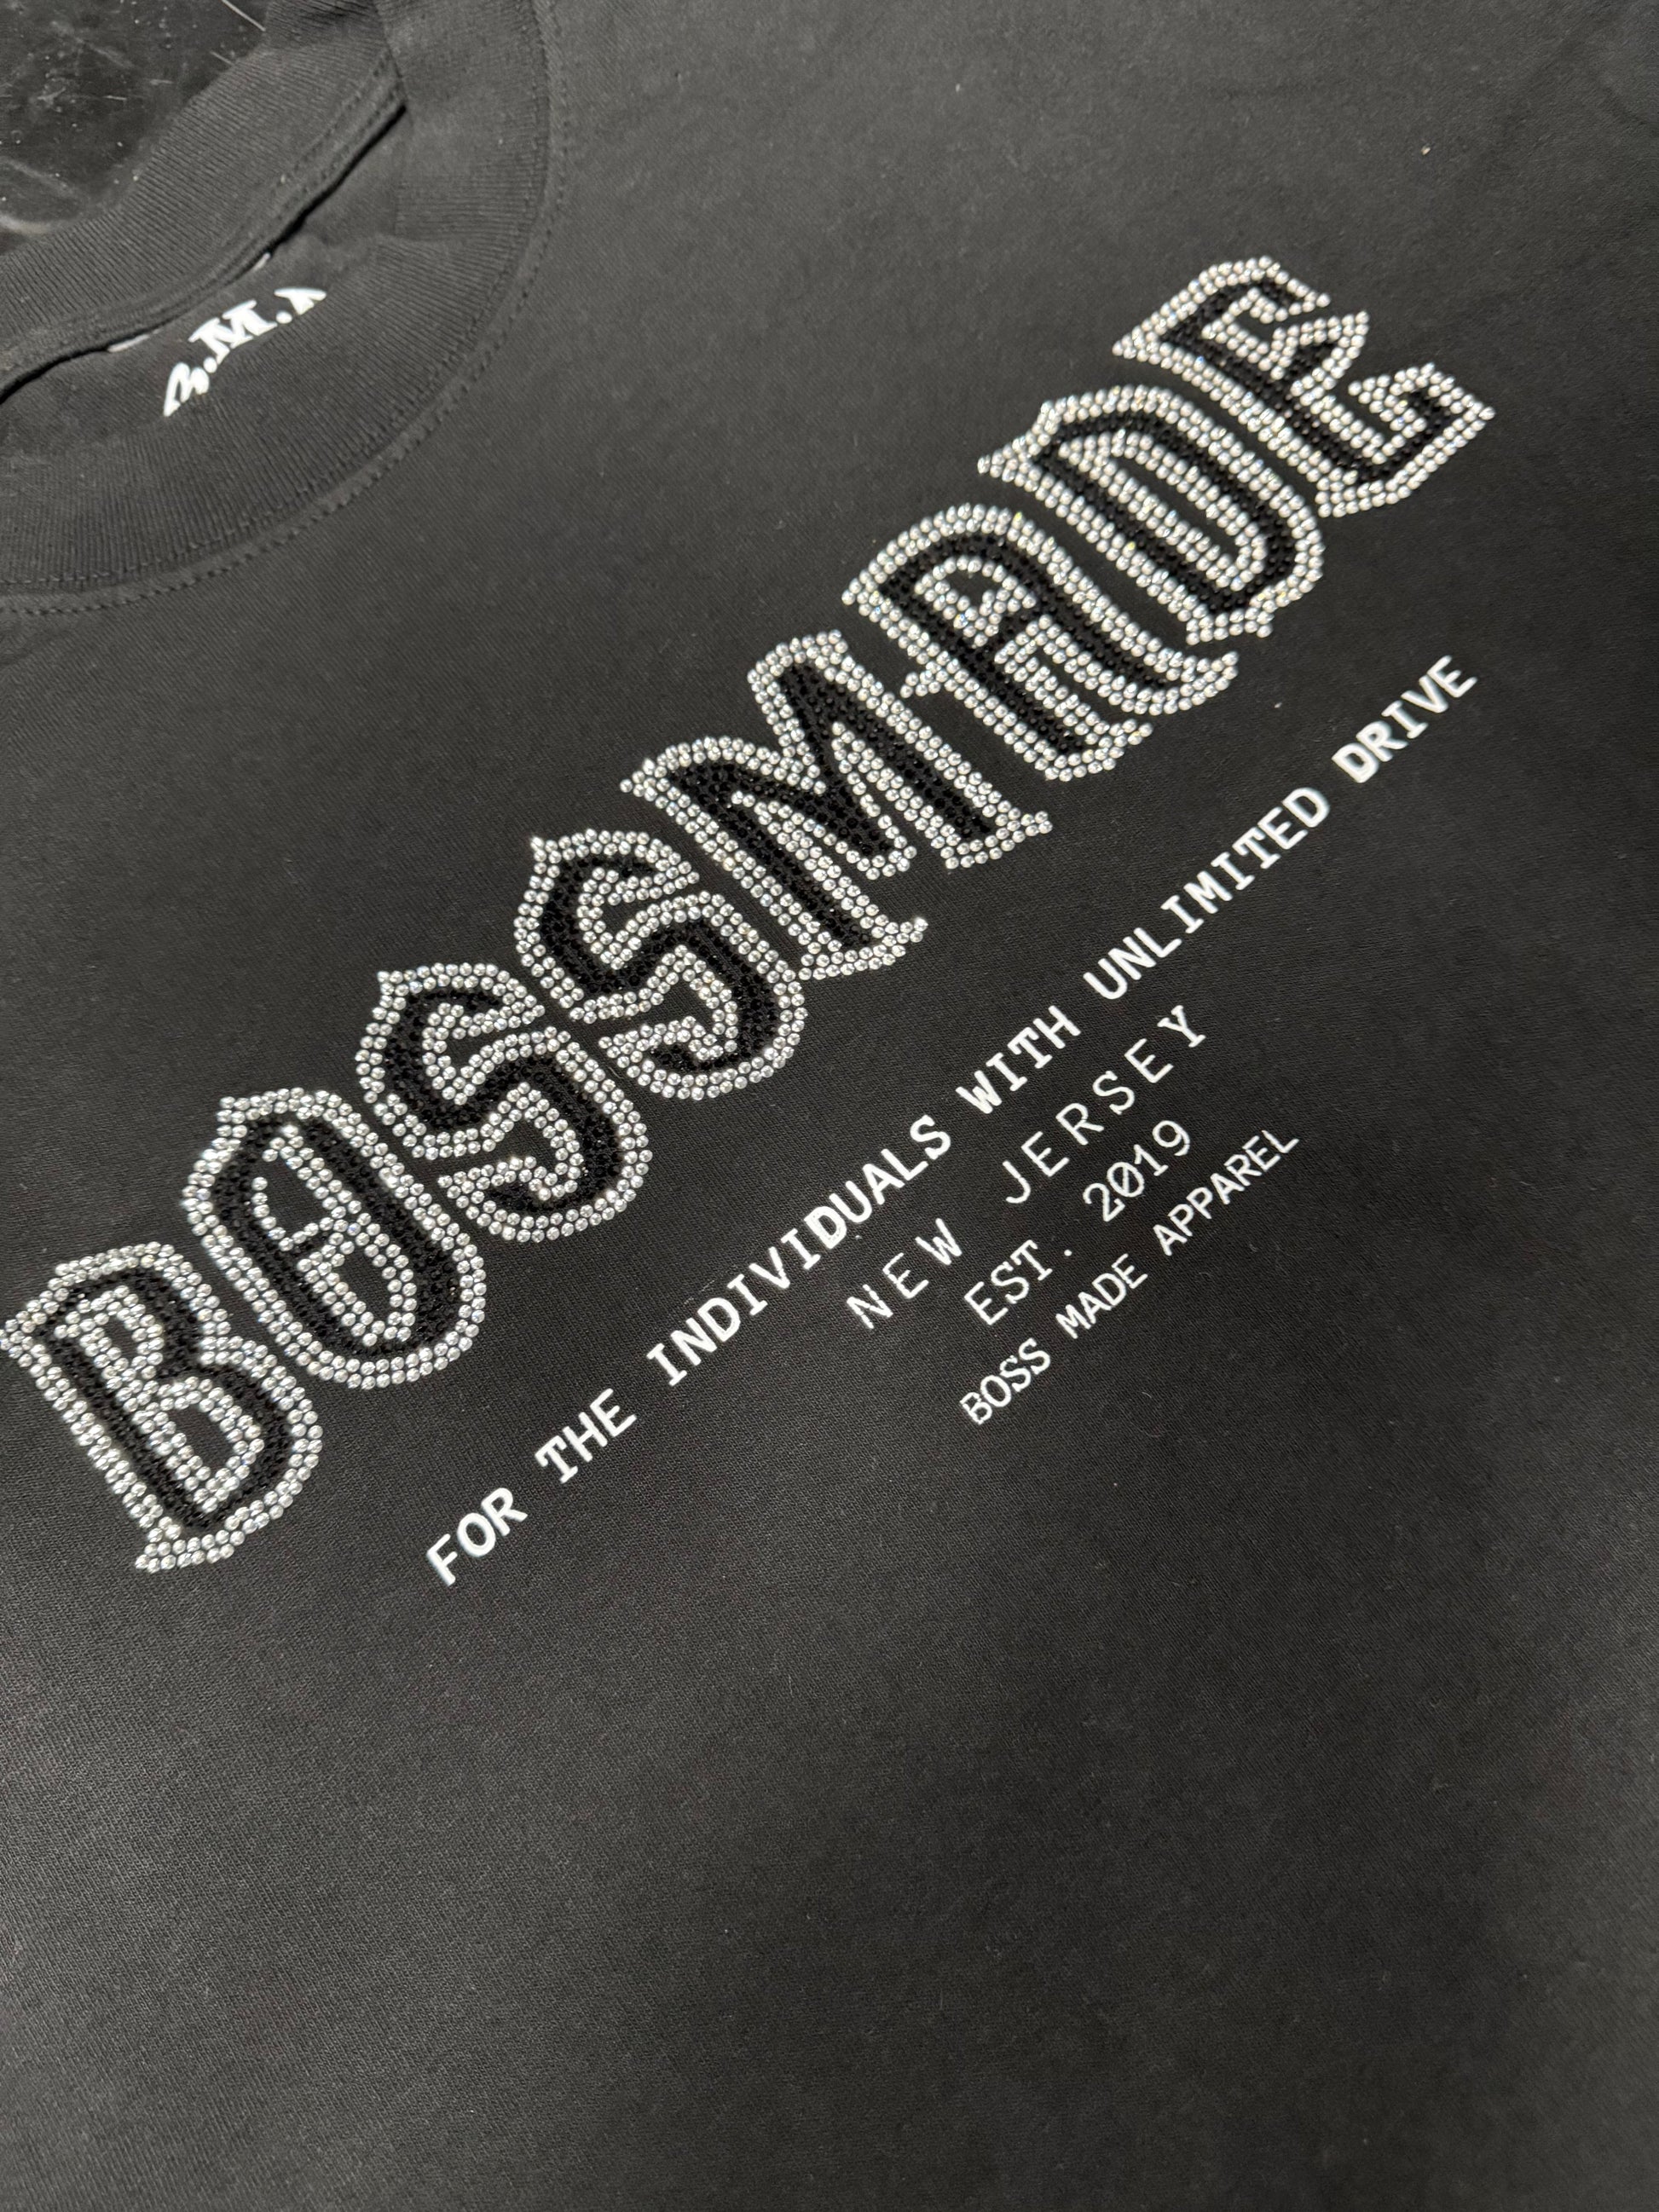 B.M.A
BOSSMADE
FOR THE INDIVIDUALS WITH UNLIMITED DRIVE
NEW JERSEY
EST. 2019
BOSS MADE APPAREL